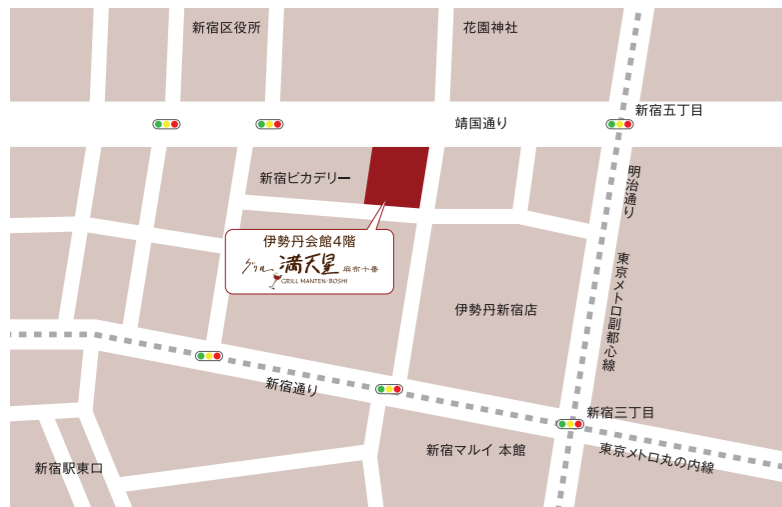 新宿区役所
花園神社
新宿五丁目
靖国通り
新宿ピカデリー
明治通り
伊勢丹会館4階
グリル満天星 麻布十番
GRILL MANTEN-BOSHI
東京メトロ副都心線
伊勢丹新宿店
新宿通り
新宿三丁目
新宿マルイ 本館
東京メトロ丸の内線
新宿駅東口